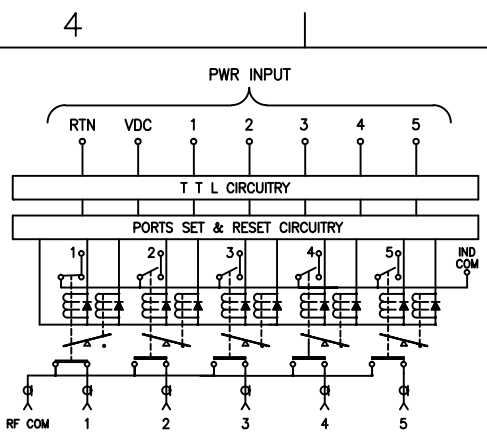 4
PWR INPUT
RTN VDC 1 2 3 4 5
T T L CIRCUITRY
PORTS SET & RESET CIRCUITRY
1 2 3 4 5 IND
COM
RF COM 1 2 3 4 5